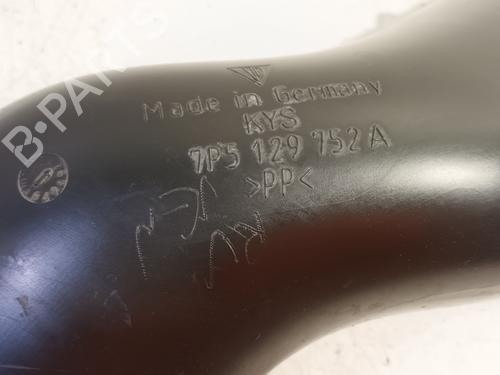 B-PARTS
Made in Germany
KYS
7P5 129 752 A
>PP<